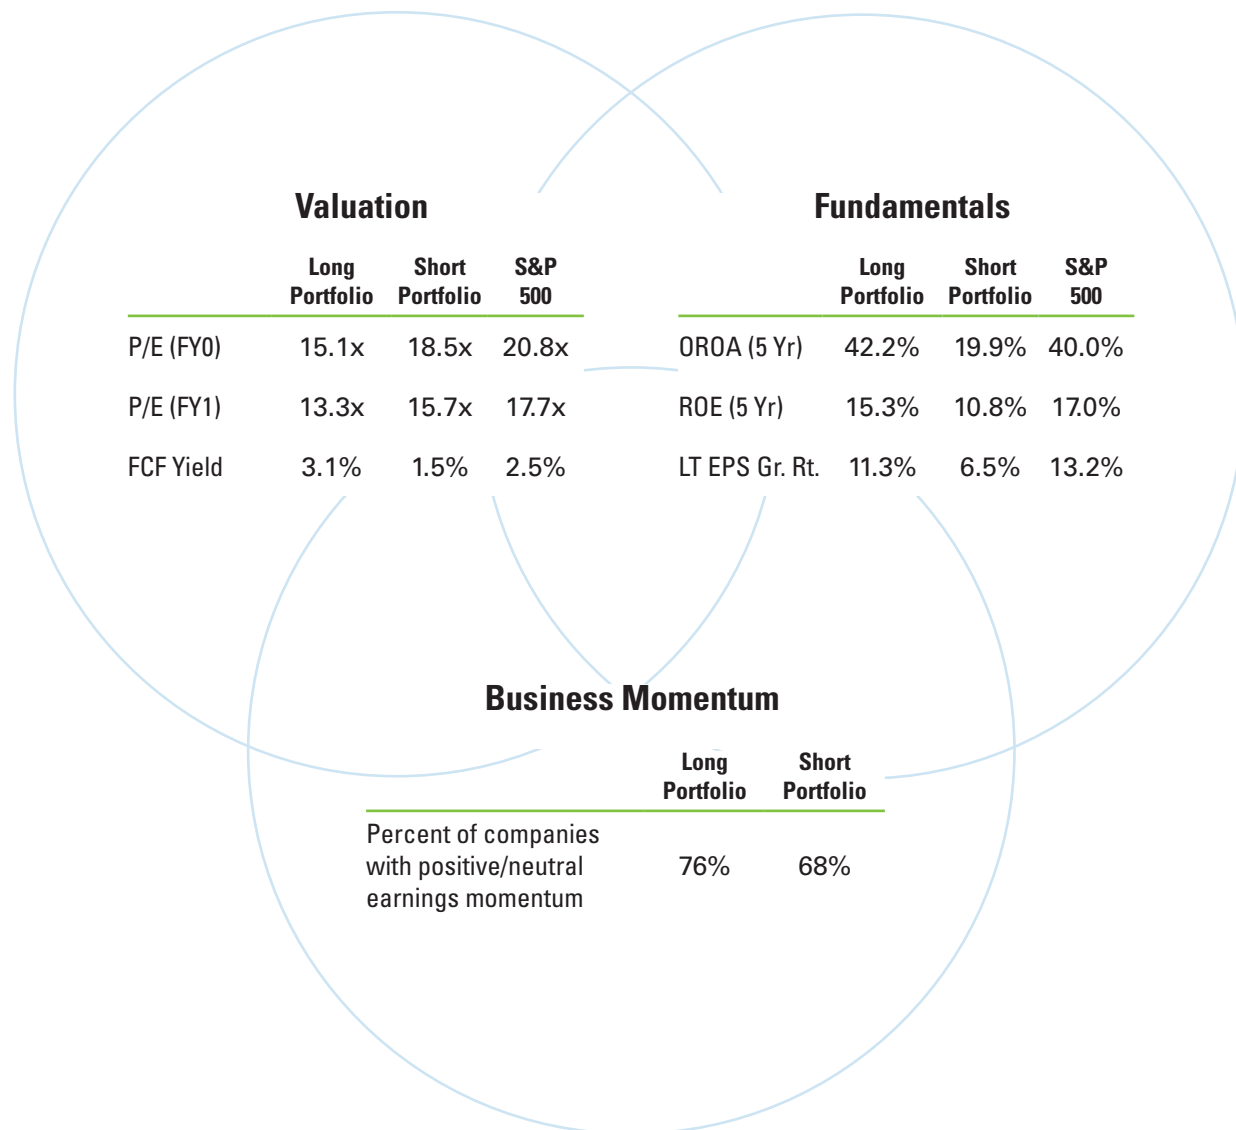 Valuation
Long Short S&P
Portfolio Portfolio 500
P/E (FY0) 15.1x 18.5x 20.8x
P/E (FY1) 13.3x 15.7x 17.7x
FCF Yield 3.1% 1.5% 2.5%
Fundamentals
Long Short S&P
Portfolio Portfolio 500
OROA (5 Yr) 42.2% 19.9% 40.0%
ROE (5 Yr) 15.3% 10.8% 17.0%
LT EPS Gr. Rt. 11.3% 6.5% 13.2%
Business Momentum
Long Short
Portfolio Portfolio
Percent of companies
with positive/neutral 76% 68%
earnings momentum